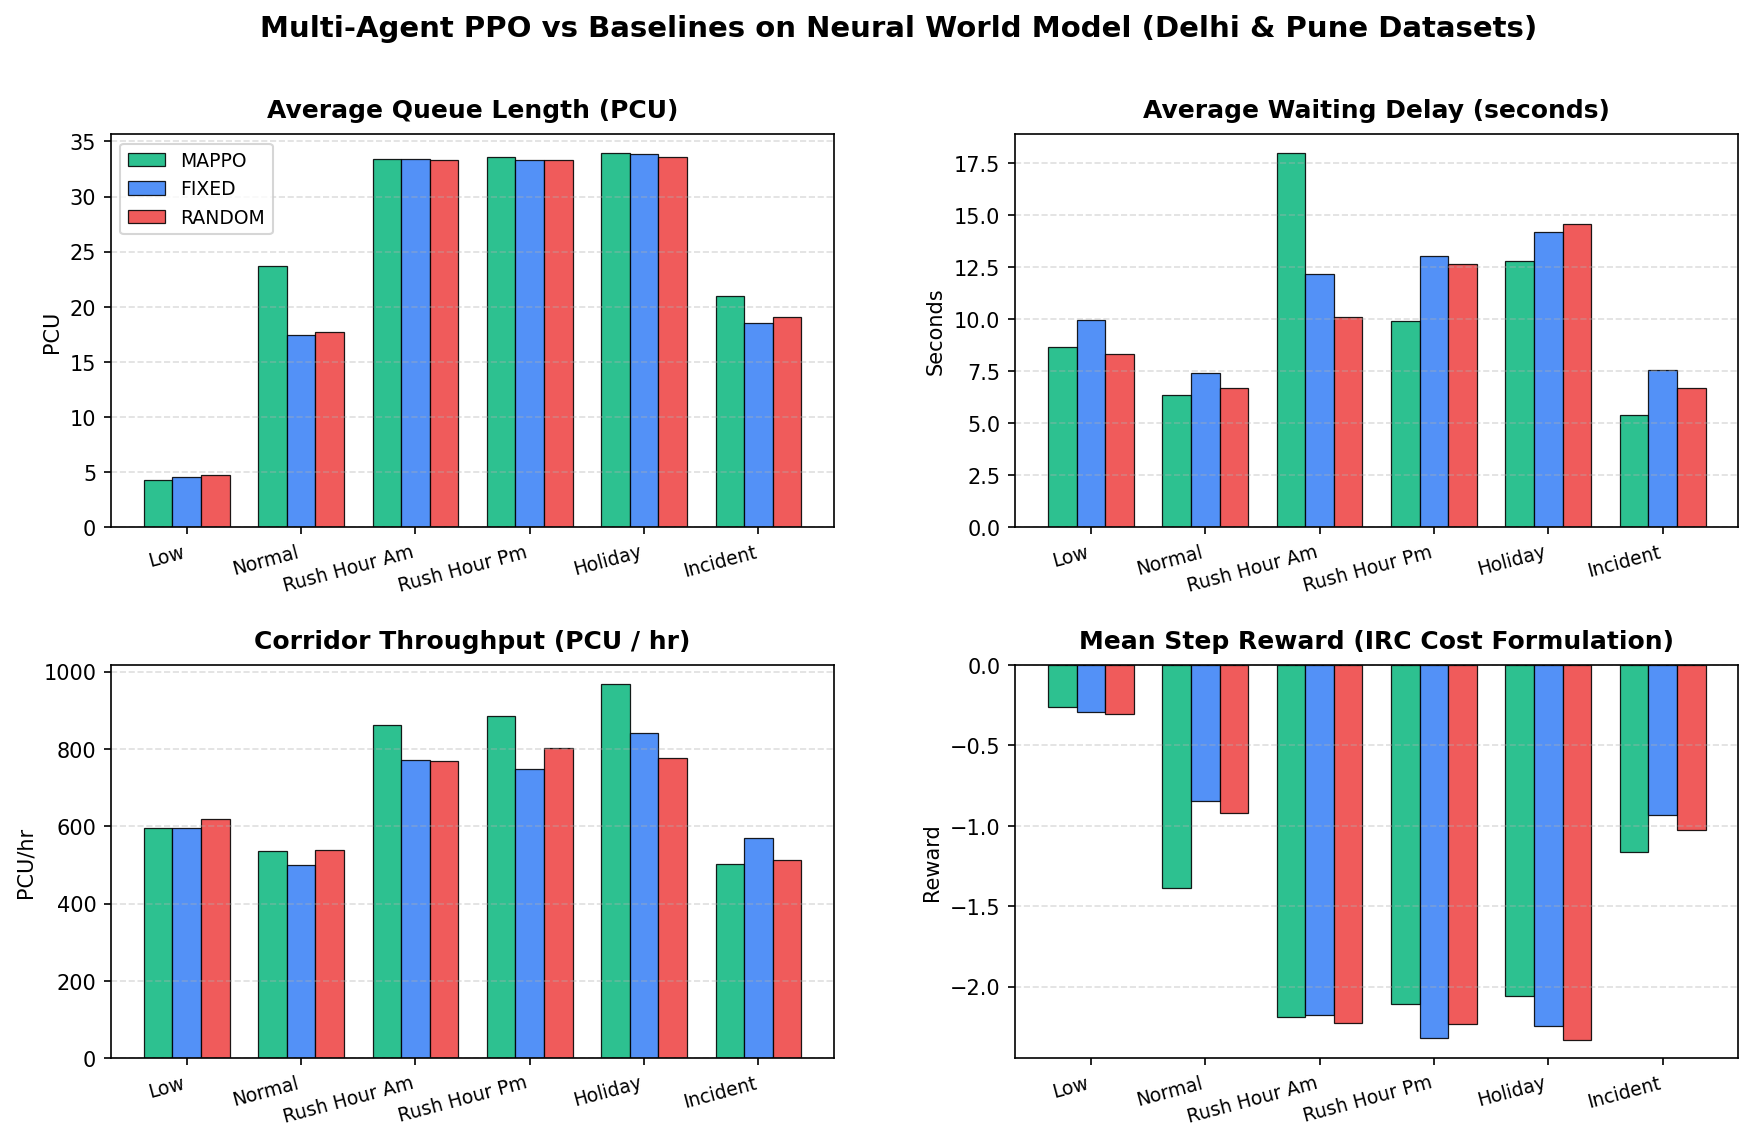 Multi-Agent PPO vs Baselines on Neural World Model (Delhi & Pune Datasets)
Average Queue Length (PCU)
PCU
35
30
25
20
15
10
5
0
MAPPO
FIXED
RANDOM
Low
Normal
Rush Hour Am
Rush Hour Pm
Holiday
Incident
Average Waiting Delay (seconds)
Seconds
17.5
15.0
12.5
10.0
7.5
5.0
2.5
0.0
Low
Normal
Rush Hour Am
Rush Hour Pm
Holiday
Incident
Corridor Throughput (PCU / hr)
PCU/hr
1000
800
600
400
200
0
Low
Normal
Rush Hour Am
Rush Hour Pm
Holiday
Incident
Mean Step Reward (IRC Cost Formulation)
Reward
0.0
−0.5
−1.0
−1.5
−2.0
Low
Normal
Rush Hour Am
Rush Hour Pm
Holiday
Incident